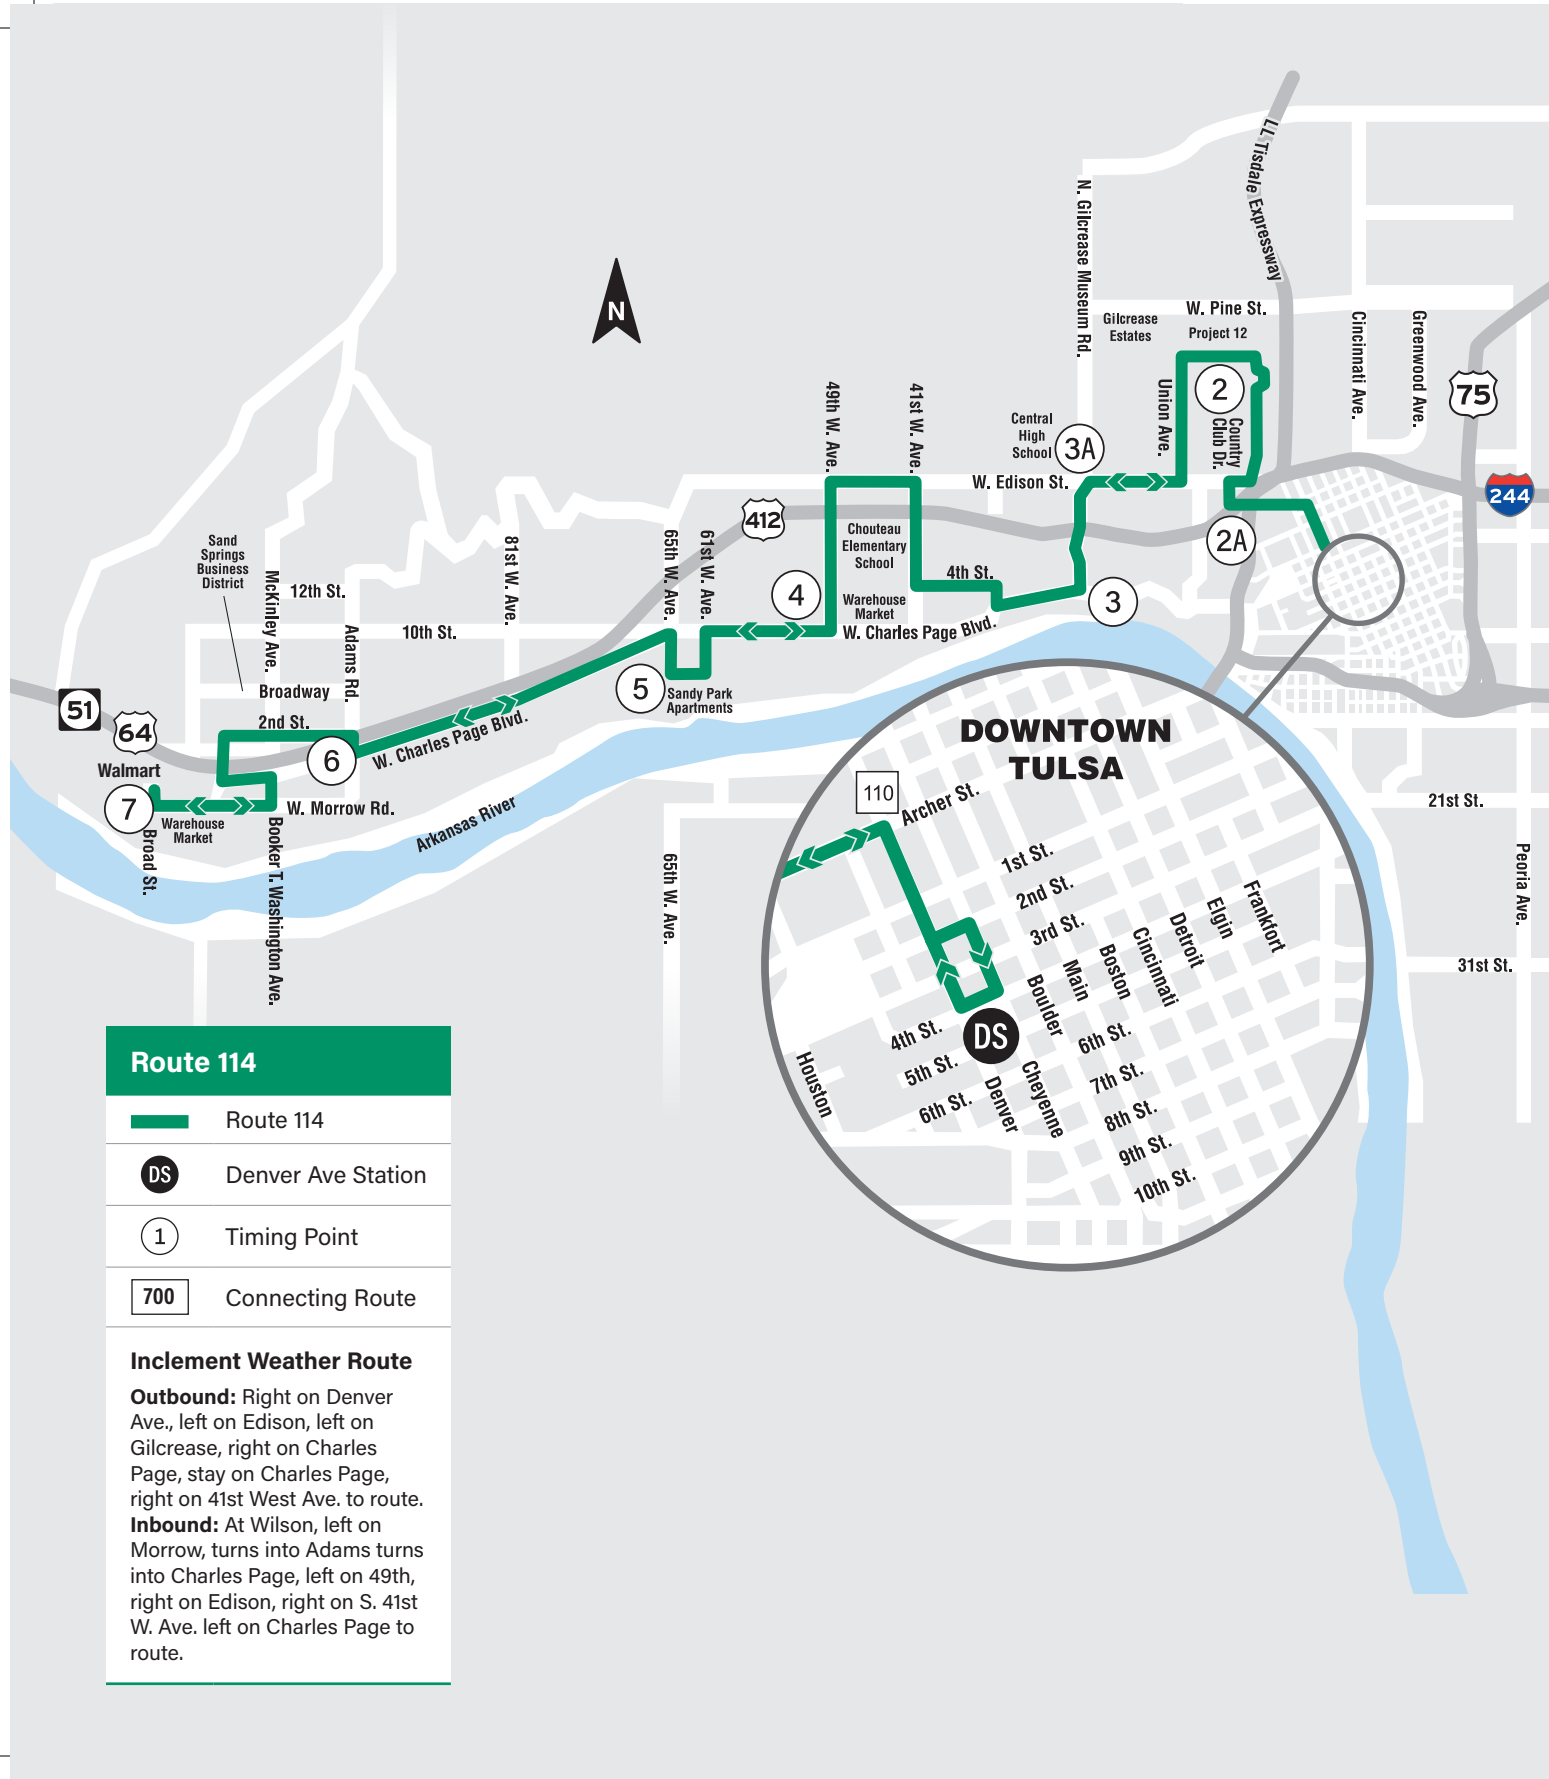 LL Tisdale Expressway
N. Gilcrease Museum Rd.
N
W. Pine St.
Gilcrease
Estates
Project 12
Cincinnati Ave.
Greenwood Ave.
75
2
Union Ave.
Country
Club Dr.
49th W. Ave.
41st W. Ave.
Central
High
School
3A
W. Edison St.
244
412
2A
Chouteau
Elementary
School
Sand
Springs
Business
District
McKinley Ave.
12th St.
81st W. Ave.
65th W. Ave.
61st W. Ave.
4th St.
4
3
Warehouse
Market
W. Charles Page Blvd.
Adams Rd.
10th St.
5
Sandy Park
Apartments
Broadway
51
64
2nd St.
6
W. Charles Page Blvd.
Walmart
7
W. Morrow Rd.
Warehouse
Market
Broad St.
Booker T. Washington Ave.
Arkansas River
65th W. Ave.
21st St.
Peoria Ave.
31st St.
DOWNTOWN
TULSA
110
Archer St.
1st St.
2nd St.
3rd St.
Frankfort
Elgin
Detroit
Cincinnati
Boston
Main
Boulder
4th St.
DS
5th St.
6th St.
Houston
Denver
Cheyenne
6th St.
7th St.
8th St.
9th St.
10th St.
Route 114
Route 114
DS
Denver Ave Station
1
Timing Point
700
Connecting Route
Inclement Weather Route
Outbound: Right on Denver
Ave., left on Edison, left on
Gilcrease, right on Charles
Page, stay on Charles Page,
right on 41st West Ave. to route.
Inbound: At Wilson, left on
Morrow, turns into Adams turns
into Charles Page, left on 49th,
right on Edison, right on S. 41st
W. Ave. left on Charles Page to
route.